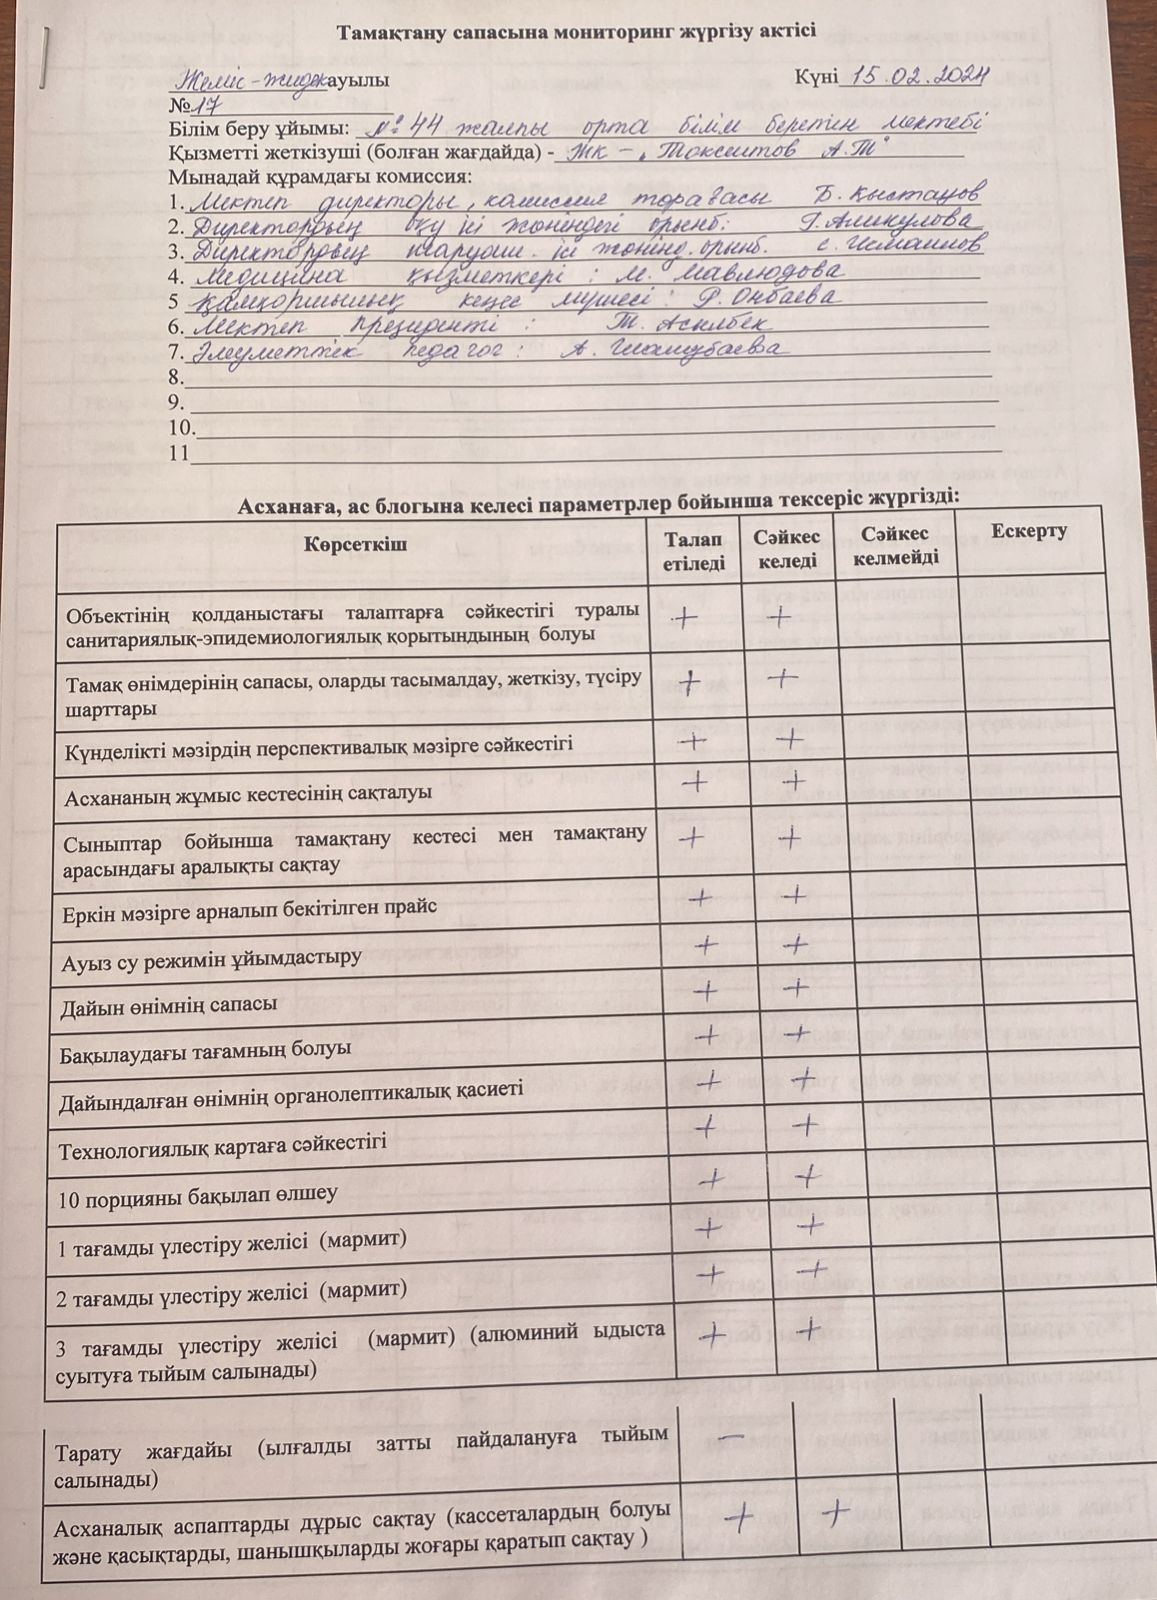 Тамақтану сапасына мониторинг жүргізу актісі
Жеміс-жидек ауылы Күні 15.02.2024
№17
Білім беру ұйымы: №44 жалпы орта білім беретін мектебі
Қызметті жеткізуші (болған жағдайда) - ЖК - "Токсеитов А.Т"
Мынадай құрамдағы комиссия:
1. Мектеп директоры, комиссия торағасы Б. Қыстауов
2. Директордың оқу ісі жөніндегі орынб: Г. Аликулова
3. Директордың шаруаш. ісі жөнінд. орынб. С. Исмаилов
4. Медицина қызметкері: М. Мавлюдова
5 Қамқоршылық кеңес мүшесі: Р. Онбаева
6. Мектеп президенті: Т. Асылбек
7. Әлеуметтік педагог: А.
8.
9.
10.
11
Асханаға, ас блогына келесі параметрлер бойынша тексеріс жүргізді:
Көрсеткіш Талап етіледі Сәйкес келеді Сәйкес келмейді Ескерту
Объектінің қолданыстағы талаптарға сәйкестігі туралы
санитариялық-эпидемиологиялық қорытындының болуы + +
Тамақ өнімдерінің сапасы, оларды тасымалдау, жеткізу, түсіру
шарттары + +
Күнделікті мәзірдің перспективалық мәзірге сәйкестігі + +
Асхананың жұмыс кестесінің сақталуы + +
Сыныптар бойынша тамақтану кестесі мен тамақтану
арасындағы аралықты сақтау + +
Еркін мәзірге арналып бекітілген прайс + +
Ауыз су режимін ұйымдастыру + +
Дайын өнімнің сапасы + +
Бақылаудағы тағамның болуы + +
Дайындалған өнімнің органолептикалық қасиеті + +
Технологиялық картаға сәйкестігі + +
10 порцияны бақылап өлшеу + +
1 тағамды үлестіру желісі (мармит) + +
2 тағамды үлестіру желісі (мармит) + +
3 тағамды үлестіру желісі (мармит) (алюминий ыдыста
суытуға тыйым салынады) + +
Тарату жағдайы (ылғалды затты пайдалануға тыйым
салынады) −
Асханалық аспаптарды дұрыс сақтау (кассеталардың болуы
және қасықтарды, шанышқыларды жоғары қаратып сақтау ) + +